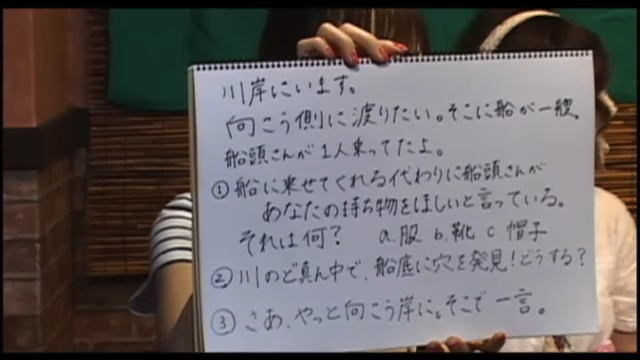 川岸にいます。
向こう側に渡りたい。そこに船が一艘。
船頭さんが1人乗ってたよ。
①船に乗せてくれる代わりに船頭さんが
あなたの持ち物をほしいと言っている。
それは何? a.服 b.靴 c 帽子
②川のど真ん中で、船底に穴を発見!どうする?
③さあ、やっと向こう岸に。そこで一言。